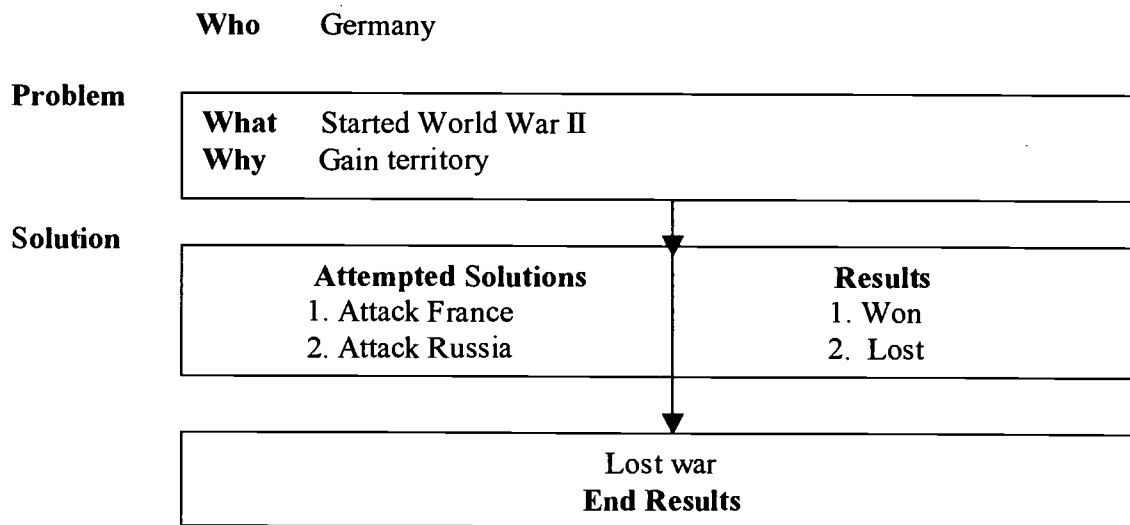 Who Germany
Problem
What Started World War II
Why Gain territory
Solution
Attempted Solutions
1. Attack France
2. Attack Russia
Results
1. Won
2. Lost
Lost war
End Results